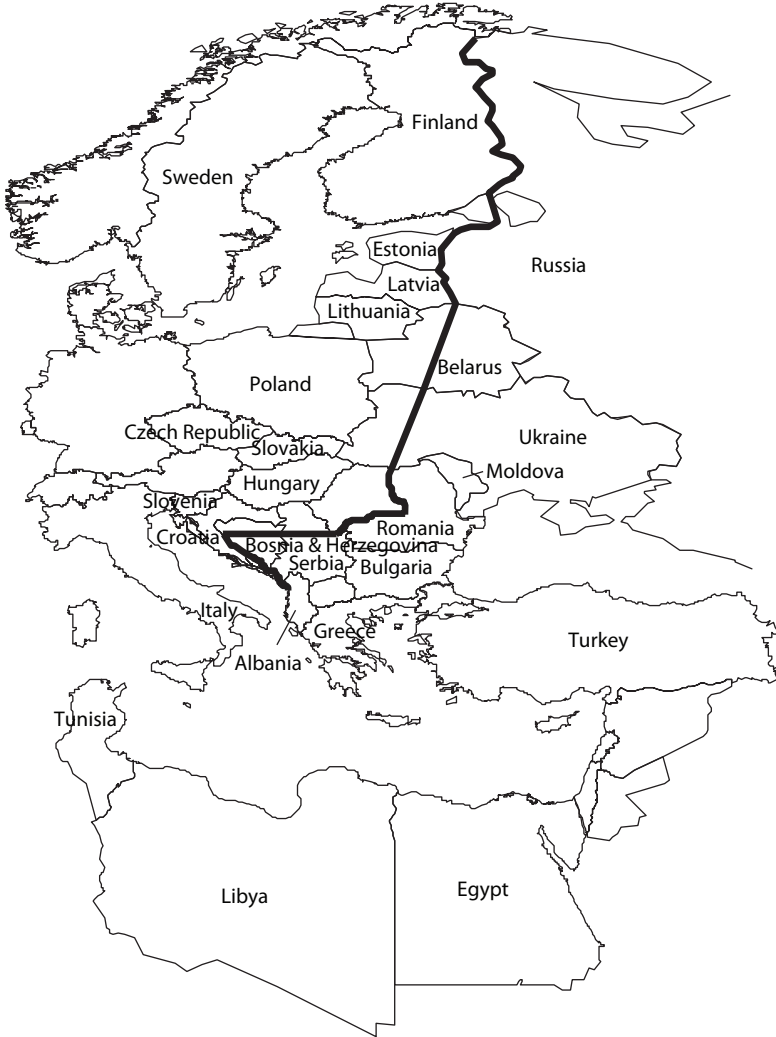 Finland
Sweden
Estonia
Russia
Latvia
Lithuania
Belarus
Poland
Czech Republic
Ukraine
Slovakia
Moldova
Hungary
Slovenia
Romania
Croatia
Bosnia & Herzegovina
Serbia
Bulgaria
Italy
Greece
Turkey
Albania
Tunisia
Libya
Egypt